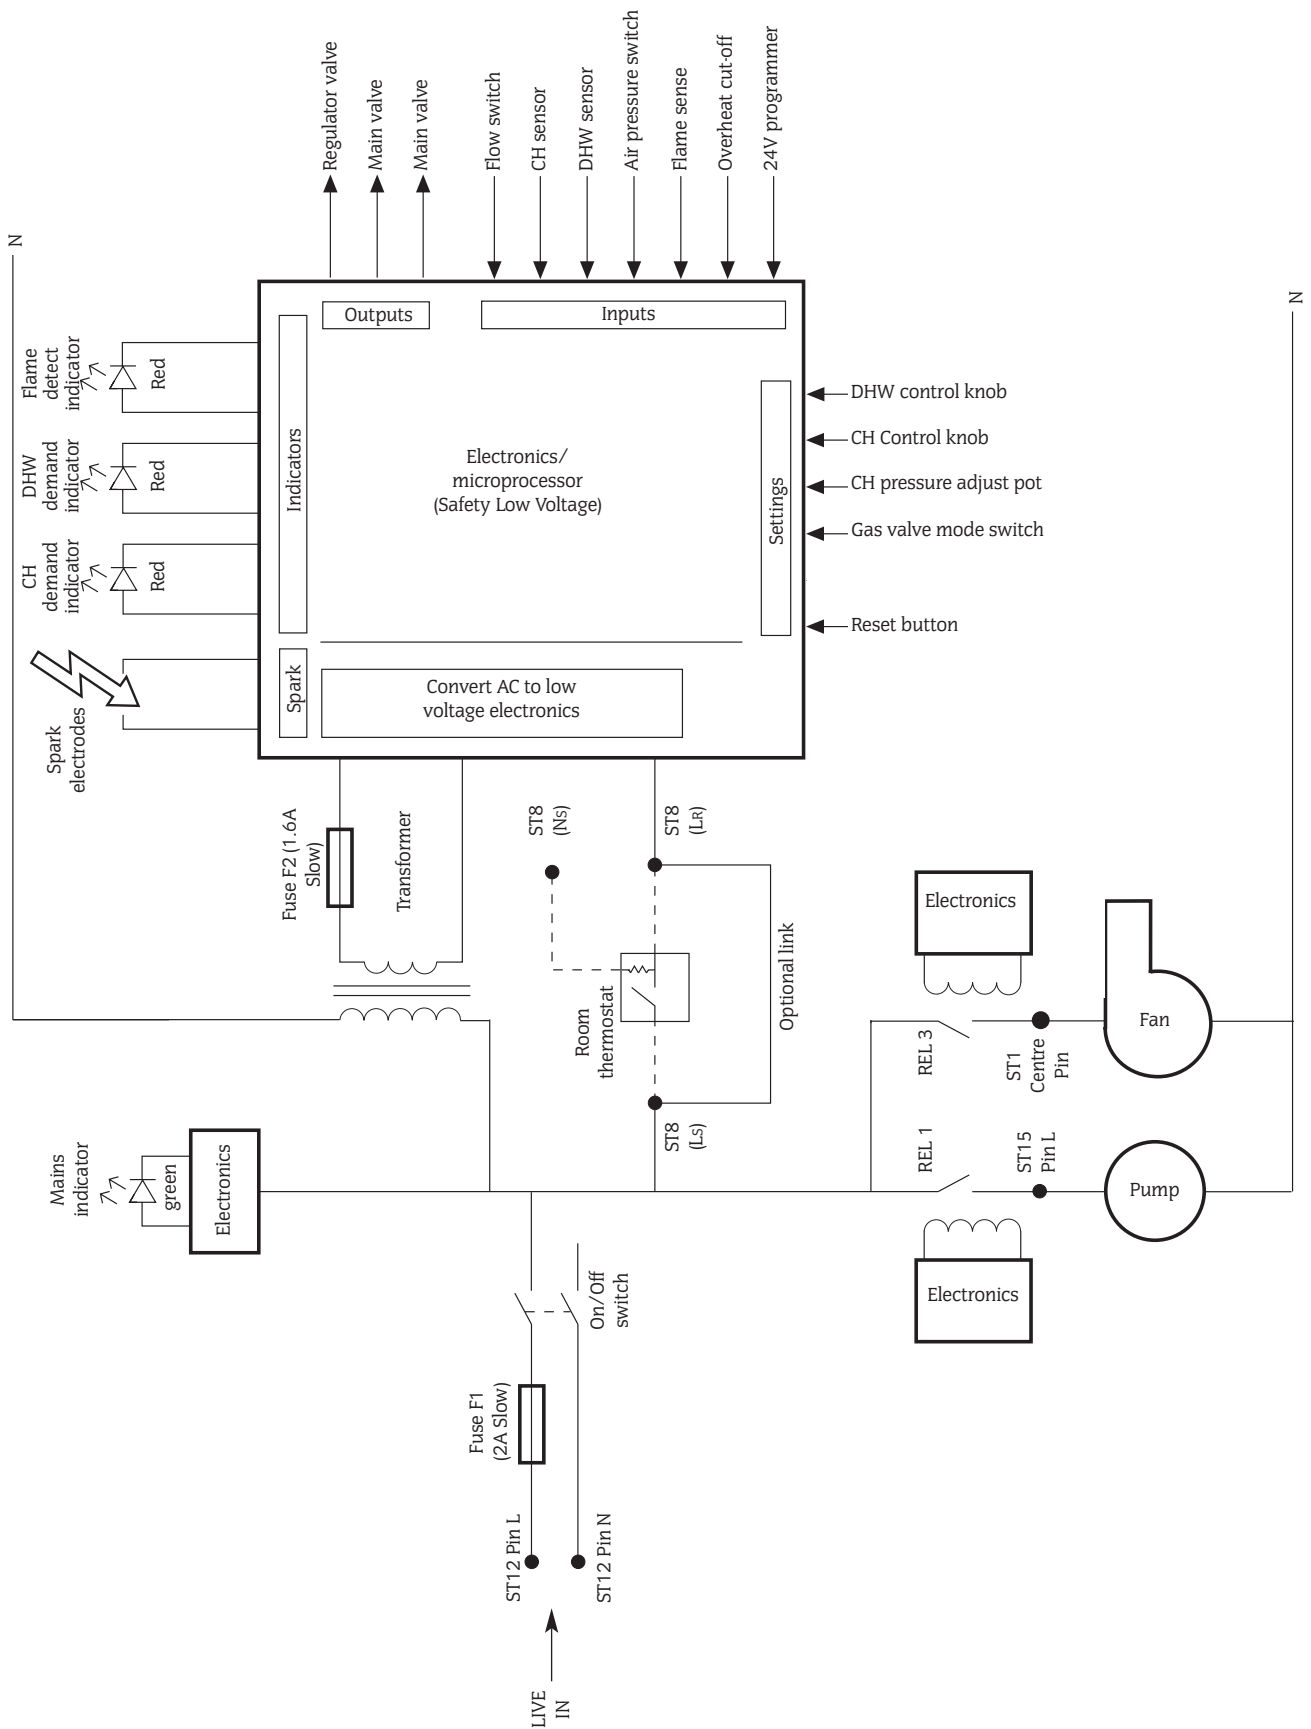 Regulator valve
Main valve
Main valve
Flow switch
CH sensor
DHW sensor
Air pressure switch
Flame sense
Overheat cut-off
24V programmer
N
N
Flame
detect
indicator
Red
DHW
demand
indicator
Red
CH
demand
indicator
Red
Spark
electrodes
Outputs
Inputs
Indicators
Electronics/
microprocessor
(Safety Low Voltage)
Settings
Spark
Convert AC to low
voltage electronics
DHW control knob
CH Control knob
CH pressure adjust pot
Gas valve mode switch
Reset button
Fuse F2 (1.6A
Slow)
Transformer
ST8
(NS)
ST8
(LR)
Room
thermostat
Optional link
ST8
(LS)
Electronics
REL 3
ST1
Centre
Pin
Fan
REL 1
ST15
Pin L
Pump
Electronics
Mains
indicator
green
Electronics
On/Off
switch
Fuse F1
(2A Slow)
ST12 Pin L
ST12 Pin N
LIVE
IN